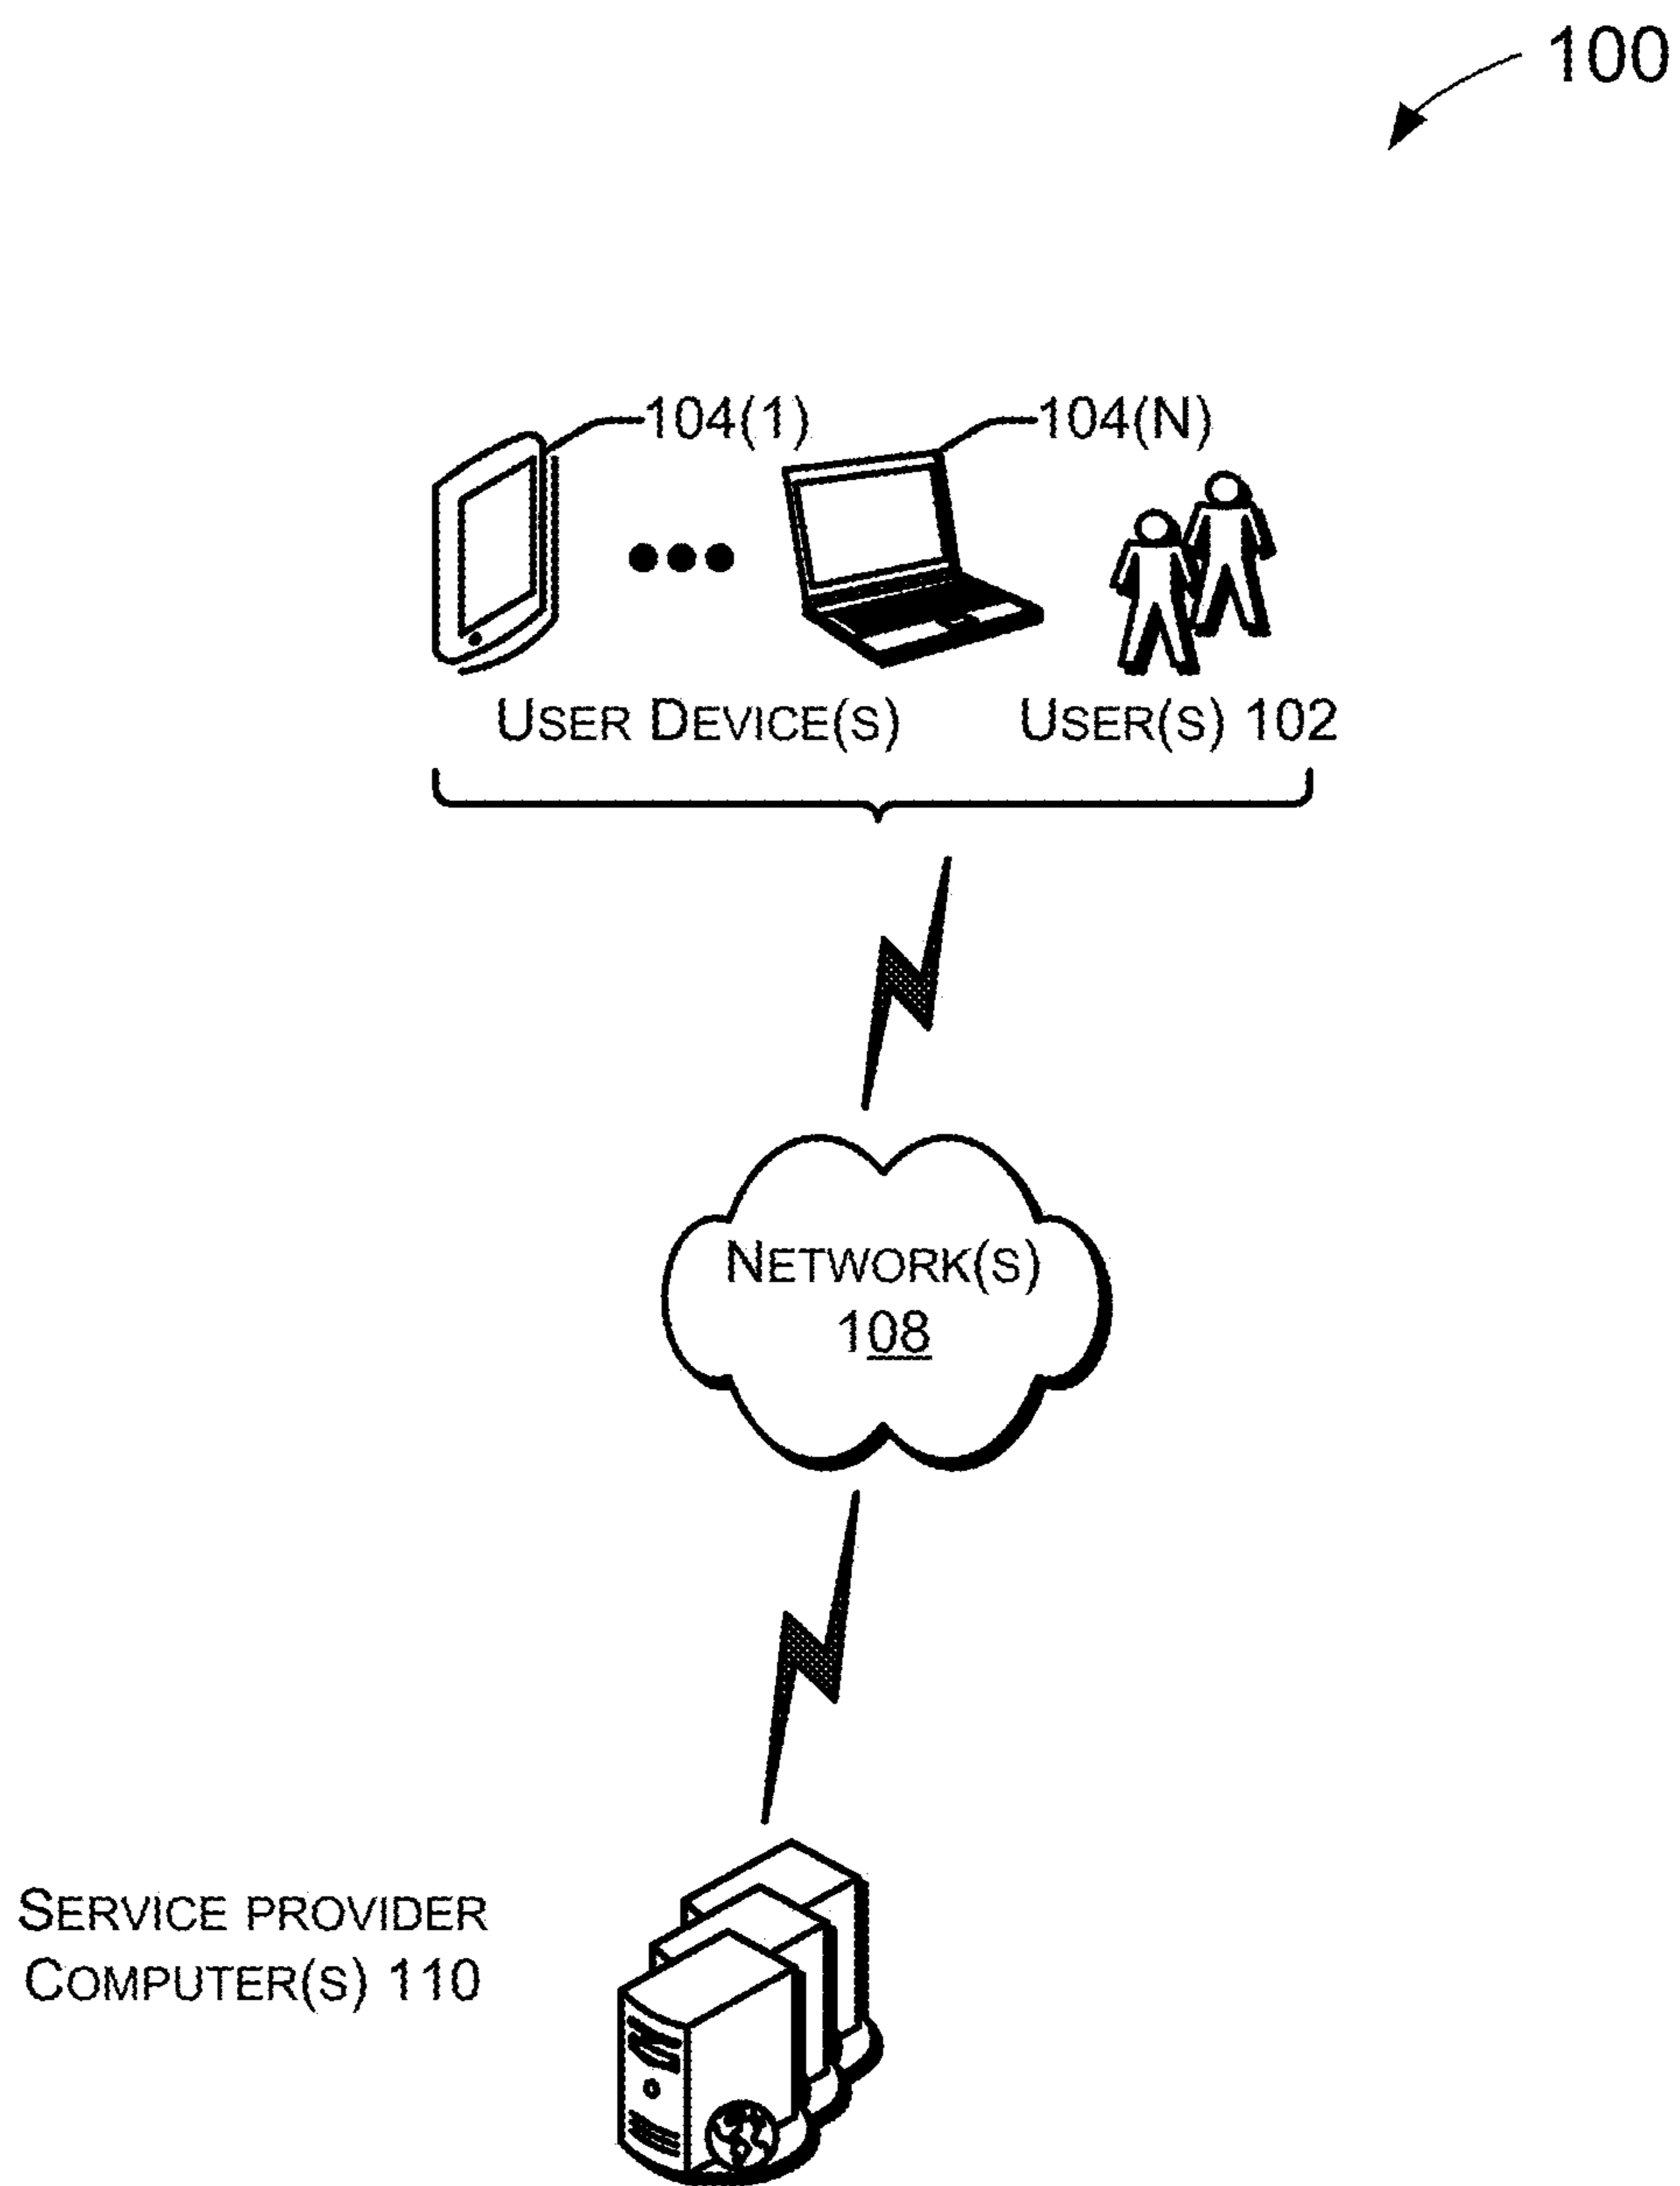 100
104(1)
104(N)
USER DEVICE(S)
USER(S) 102
NETWORK(S)
108
SERVICE PROVIDER
COMPUTER(S) 110